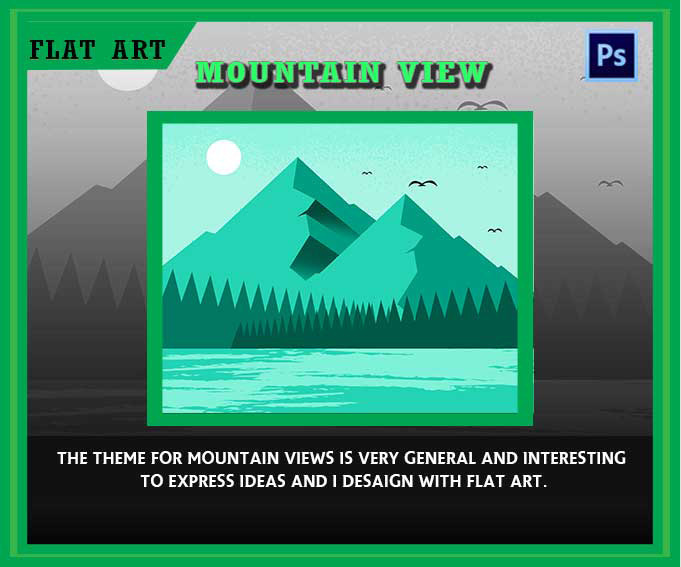 FLAT ART
MOUNTAIN VIEW
Ps
THE THEME FOR MOUNTAIN VIEWS IS VERY GENERAL AND INTERESTING
TO EXPRESS IDEAS AND I DESAIGN WITH FLAT ART.